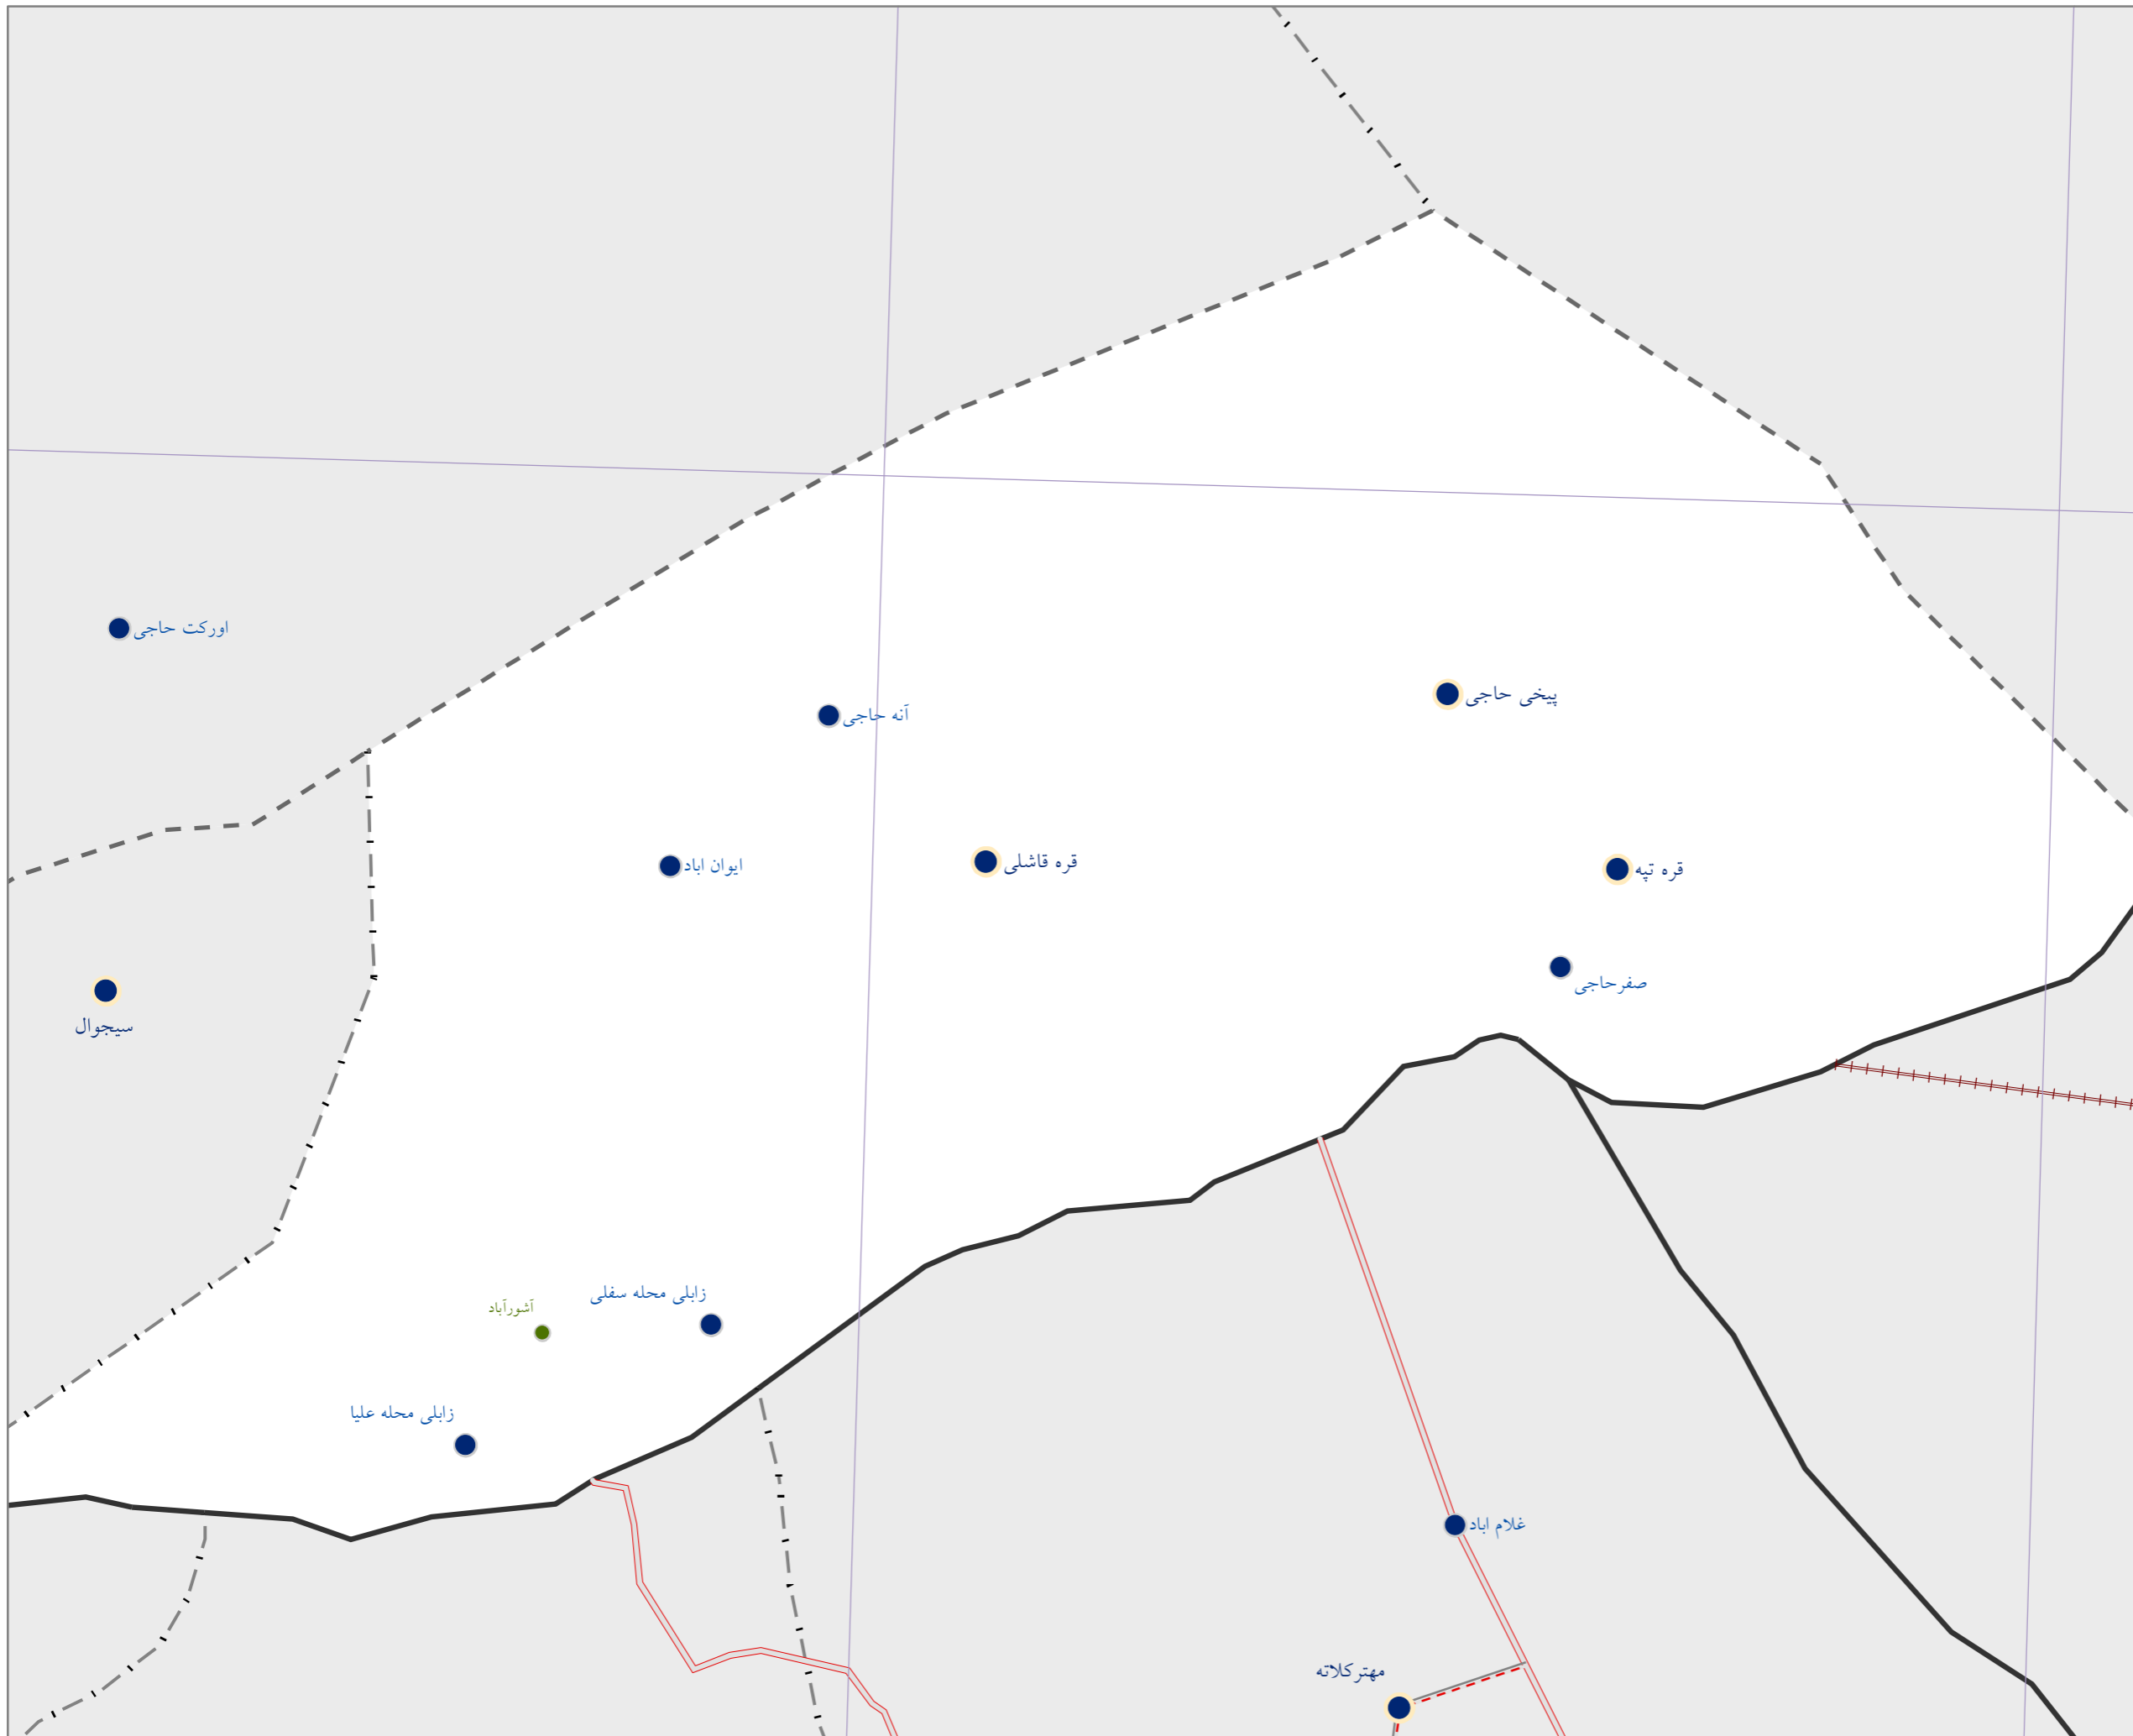 اورکت حاجی
پیخی حاجی
آنه حاجی
قره قاشلی
ایوان اباد
قره تپه
صفرحاجی
سیجوال
زابلی محله سفلی
آشورآباد
زابلی محله علیا
غلام اباد
مهترکلاته